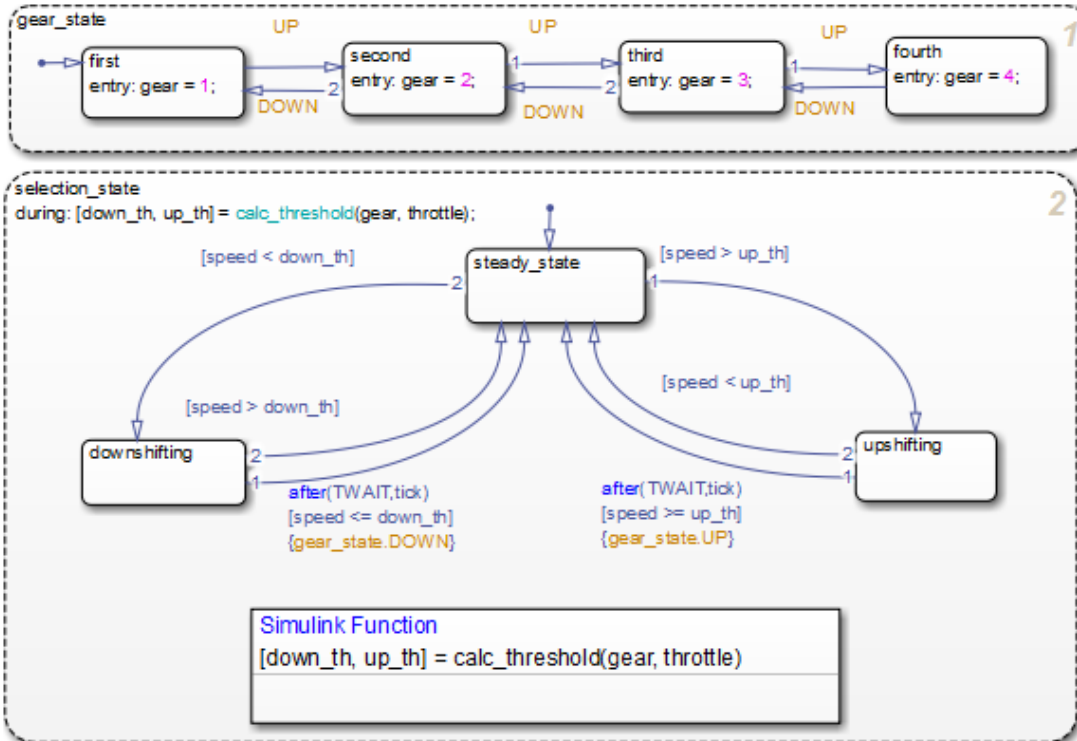 gear_state
1
UP
UP
UP
first
entry: gear = 1;
second
entry: gear = 2;
third
entry: gear = 3;
fourth
entry: gear = 4;
1
2
1
2
1
DOWN
DOWN
DOWN
selection_state
2
during: [down_th, up_th] = calc_threshold(gear, throttle);
[speed < down_th]
steady_state
[speed > up_th]
2
1
[speed > down_th]
[speed < up_th]
downshifting
2
1
upshifting
2
1
after(TWAIT,tick)
[speed <= down_th]
{gear_state.DOWN}
after(TWAIT,tick)
[speed >= up_th]
{gear_state.UP}
Simulink Function
[down_th, up_th] = calc_threshold(gear, throttle)